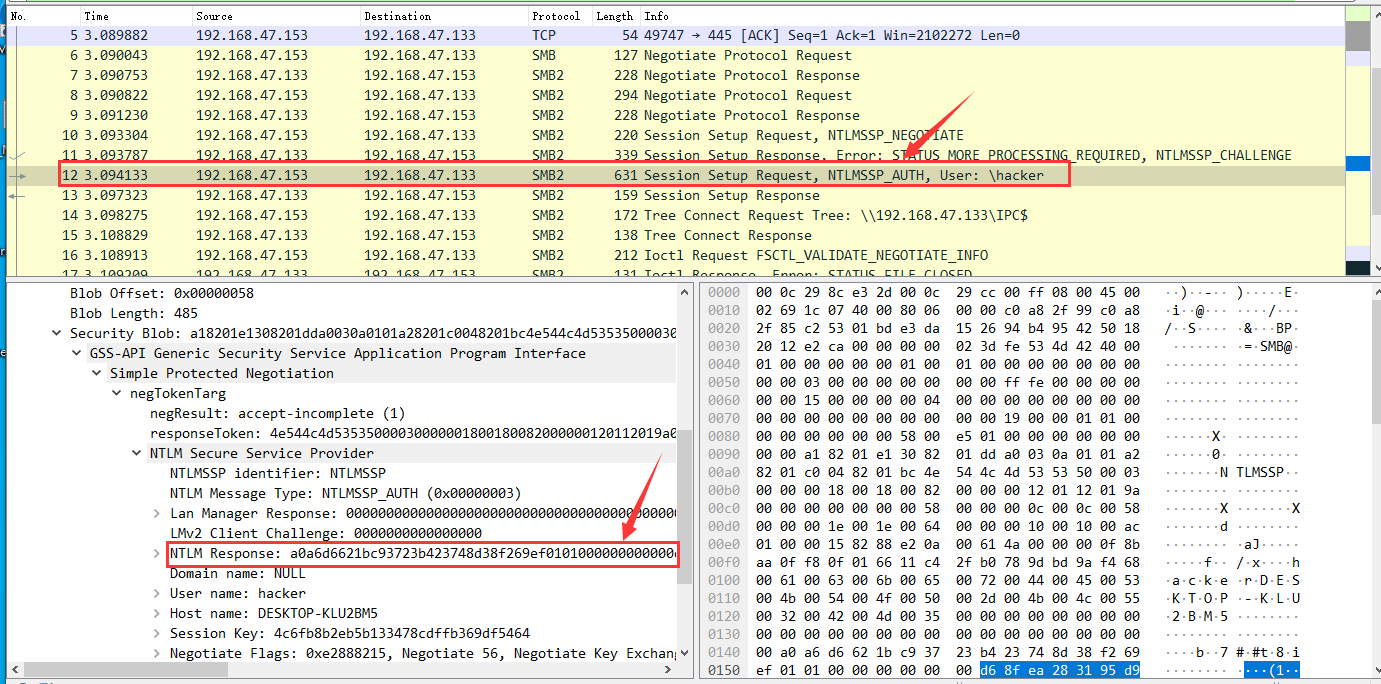 No. Time Source Destination Protocol Length Info
5 3.089882 192.168.47.153 192.168.47.133 TCP 54 49747 → 445 [ACK] Seq=1 Ack=1 Win=2102272 Len=0
6 3.090043 192.168.47.153 192.168.47.133 SMB 127 Negotiate Protocol Request
7 3.090753 192.168.47.133 192.168.47.153 SMB2 228 Negotiate Protocol Response
8 3.090822 192.168.47.153 192.168.47.133 SMB2 294 Negotiate Protocol Request
9 3.091230 192.168.47.133 192.168.47.153 SMB2 228 Negotiate Protocol Response
10 3.093304 192.168.47.153 192.168.47.133 SMB2 220 Session Setup Request, NTLMSSP_NEGOTIATE
11 3.093787 192.168.47.133 192.168.47.153 SMB2 339 Session Setup Response, Error: STATUS_MORE_PROCESSING_REQUIRED, NTLMSSP_CHALLENGE
12 3.094133 192.168.47.153 192.168.47.133 SMB2 631 Session Setup Request, NTLMSSP_AUTH, User: \hacker
13 3.097323 192.168.47.133 192.168.47.153 SMB2 159 Session Setup Response
14 3.098275 192.168.47.153 192.168.47.133 SMB2 172 Tree Connect Request Tree: \\192.168.47.133\IPC$
15 3.108829 192.168.47.133 192.168.47.153 SMB2 138 Tree Connect Response
16 3.108913 192.168.47.153 192.168.47.133 SMB2 212 Ioctl Request FSCTL_VALIDATE_NEGOTIATE_INFO
17 3.109209 192.168.47.133 192.168.47.153 SMB2 131 Ioctl Response, Error: STATUS_FILE_CLOSED
Blob Offset: 0x00000058
Blob Length: 485
Security Blob: a18201e1308201dda0030a0101a28201c0048201bc4e544c4d5353500003
GSS-API Generic Security Service Application Program Interface
Simple Protected Negotiation
negTokenTarg
negResult: accept-incomplete (1)
responseToken: 4e544c4d53535000030000001800180082000000120112019a0
NTLM Secure Service Provider
NTLMSSP identifier: NTLMSSP
NTLM Message Type: NTLMSSP_AUTH (0x00000003)
Lan Manager Response:
LMv2 Client Challenge: 0000000000000000
NTLM Response: a0a6d6621bc93723b423748d38f269ef0101000000000000
Domain name: NULL
User name: hacker
Host name: DESKTOP-KLU2BM5
Session Key: 4c6fb8b2eb5b133478cdffb369df5464
Negotiate Flags: 0xe2888215, Negotiate 56, Negotiate Key Exchang
0000 00 0c 29 8c e3 2d 00 0c 29 cc 00 ff 08 00 45 00 ··)··-·· )·····E·
0010 02 69 1c 07 40 00 80 06 00 00 c0 a8 2f 99 c0 a8 ·i··@··· ····/···
0020 2f 85 c2 53 01 bd e3 da 15 26 94 b4 95 42 50 18 /··S···· ·&···BP·
0030 20 12 e2 ca 00 00 00 00 02 3d fe 53 4d 42 40 00 ········ ·=·SMB@·
0040 01 00 00 00 00 00 01 00 01 00 00 00 00 00 00 00 ········ ········
0050 00 00 03 00 00 00 00 00 00 00 ff fe 00 00 00 00 ········ ········
0060 00 00 15 00 00 00 00 04 00 00 00 00 00 00 00 00 ········ ········
0070 00 00 00 00 00 00 00 00 00 00 19 00 00 01 01 00 ········ ········
0080 00 00 00 00 00 00 58 00 e5 01 00 00 00 00 00 00 ······X· ········
0090 00 00 a1 82 01 e1 30 82 01 dd a0 03 0a 01 01 a2 ······0· ········
00a0 82 01 c0 04 82 01 bc 4e 54 4c 4d 53 53 50 00 03 ·······N TLMSSP··
00b0 00 00 00 18 00 18 00 82 00 00 00 12 01 12 01 9a ········ ········
00c0 00 00 00 00 00 00 00 58 00 00 00 0c 00 0c 00 58 ·······X ·······X
00d0 00 00 00 1e 00 1e 00 64 00 00 00 10 00 10 00 ac ·······d ········
00e0 01 00 00 15 82 88 e2 0a 00 61 4a 00 00 00 0f 8b ········ ·aJ·····
00f0 aa 0f f8 0f 01 66 11 c4 2f b0 78 9d bd 9a f4 68 ·····f·· /·x····h
0100 00 61 00 63 00 6b 00 65 00 72 00 44 00 45 00 53 ·a·c·k·e ·r·D·E·S
0110 00 4b 00 54 00 4f 00 50 00 2d 00 4b 00 4c 00 55 ·K·T·O·P ·-·K·L·U
0120 00 32 00 42 00 4d 00 35 00 00 00 00 00 00 00 00 ·2·B·M·5 ········
0130 00 00 00 00 00 00 00 00 00 00 00 00 00 00 00 00 ········ ········
0140 00 a0 a6 d6 62 1b c9 37 23 b4 23 74 8d 38 f2 69 ····b··7 #·#t·8·i
0150 ef 01 01 00 00 00 00 00 00 d6 8f ea 28 31 95 d9 ········ ····(1··